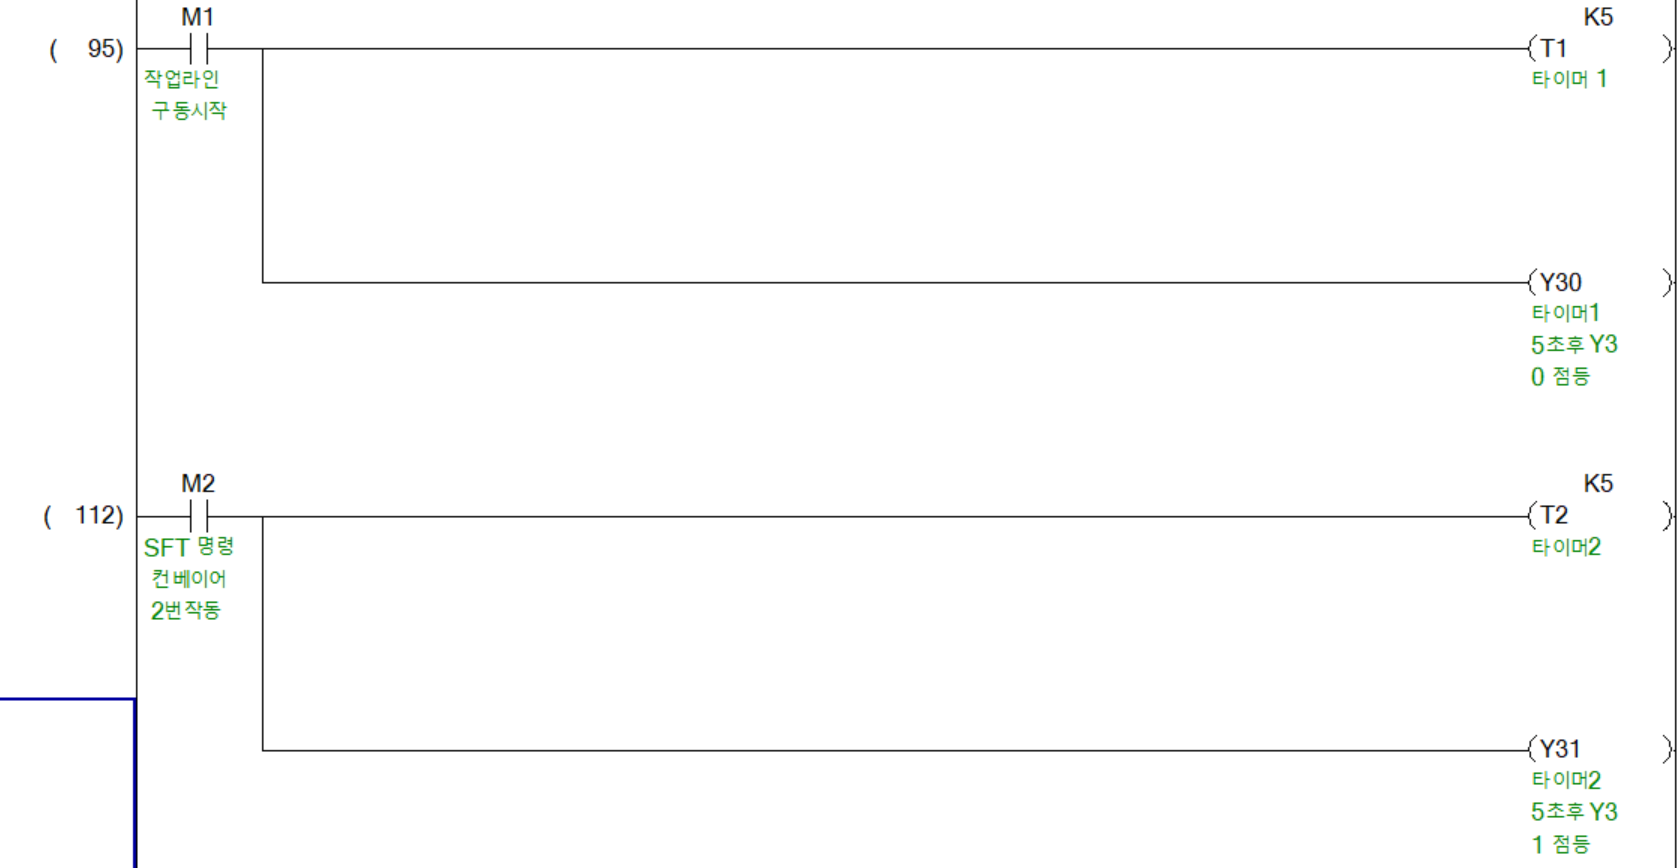 M1 K5
( 95) (T1 )
작업라인 타이머 1
구동시작
(Y30 )
타이머1
5초후 Y3
0 점등
M2 K5
( 112) (T2 )
SFT 명령 타이머2
컨베이어
2번작동
(Y31 )
타이머2
5초후 Y3
1 점등